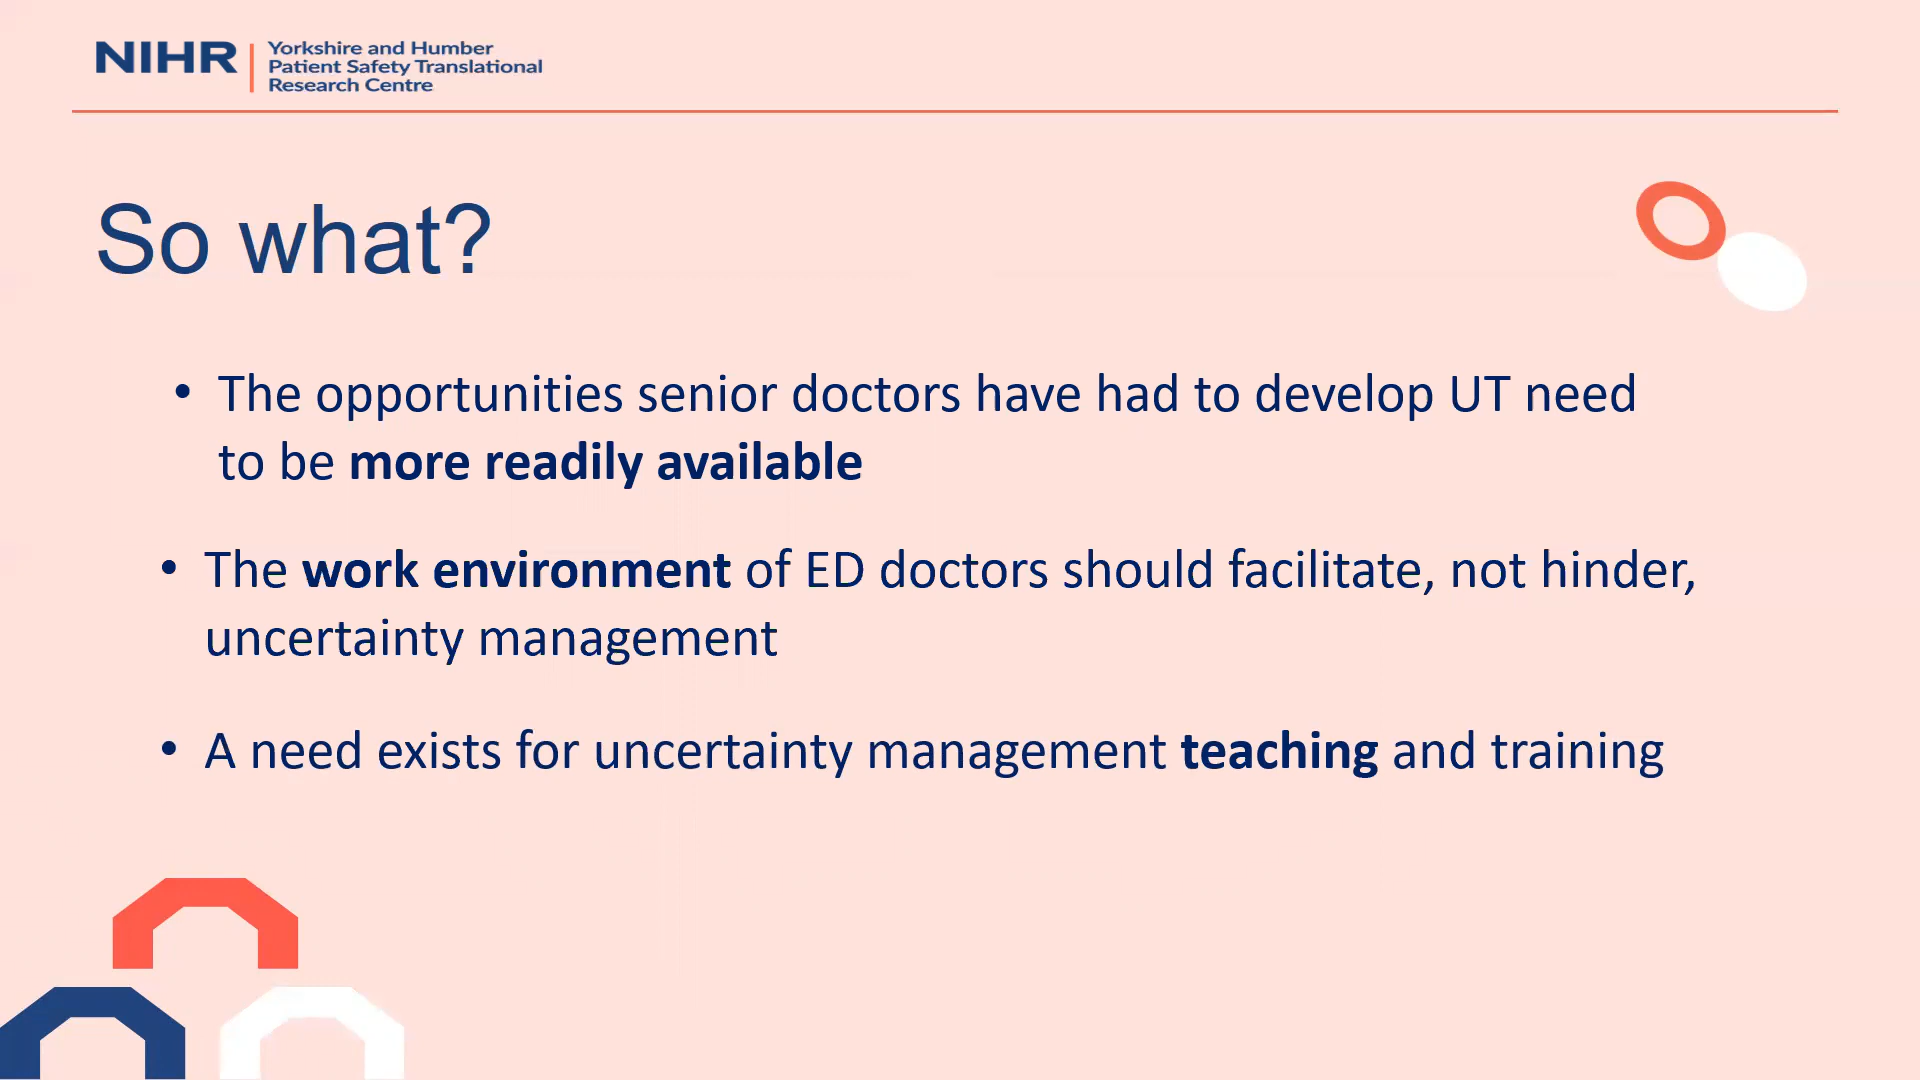 NIHR
Yorkshire and Humber
Patient Safety Translational
Research Centre
So what?
• The opportunities senior doctors have had to develop UT need
to be more readily available
• The work environment of ED doctors should facilitate, not hinder,
uncertainty management
• A need exists for uncertainty management teaching and training